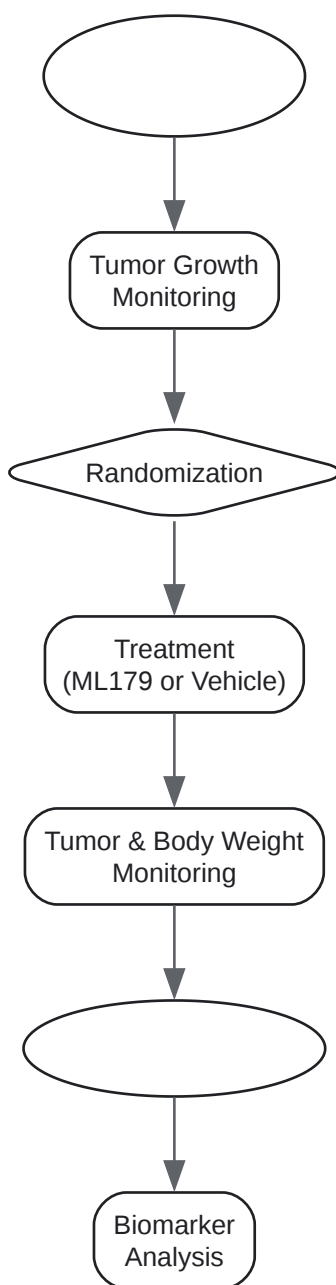 Tumor Growth
Monitoring
Randomization
Treatment
(ML179 or Vehicle)
Tumor & Body Weight
Monitoring
Biomarker
Analysis